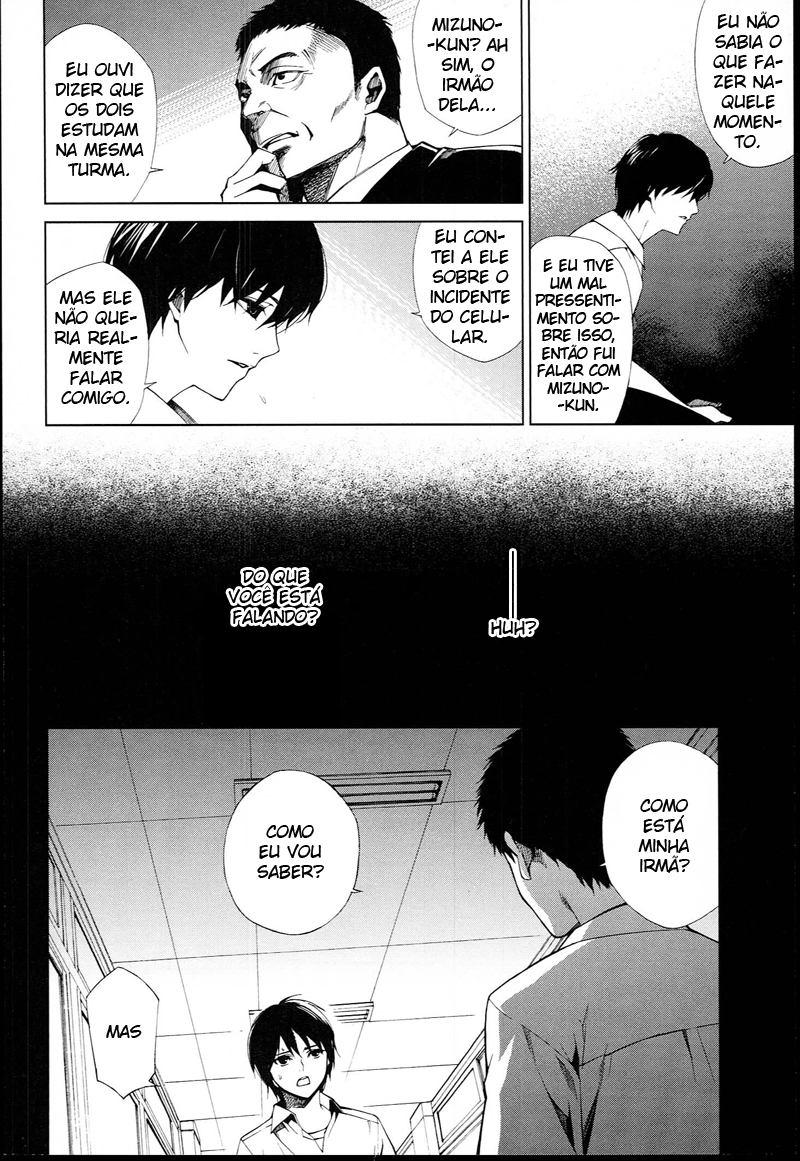 EU NÃO
SABIA O
QUE FA-
ZER NA-
QUELE
MOMEN-
TO.
E EU TIVE
UM MAL
PRESSENTI-
MENTO SO-
BRE ISSO,
ENTÃO FUI
FALAR COM
MIZUNO-
-KUN.
MIZUNO-
-KUN? AH
SIM, O
IRMÃO
DELA...
EU OUVI
DIZER QUE
OS DOIS
ESTUDAM
NA MESMA
TURMA.
EU CON-
TEI A ELE
SOBRE O
INCIDENTE
DO CELU-
LAR.
MAS ELE
NÃO QUE-
RIA REAL-
MENTE
FALAR
COMIGO.
HUH?
DO QUE
VOCÊ ESTÁ
FALANDO?
COMO
ESTÁ
MINHA
IRMÃ?
COMO
EU VOU
SABER?
MAS